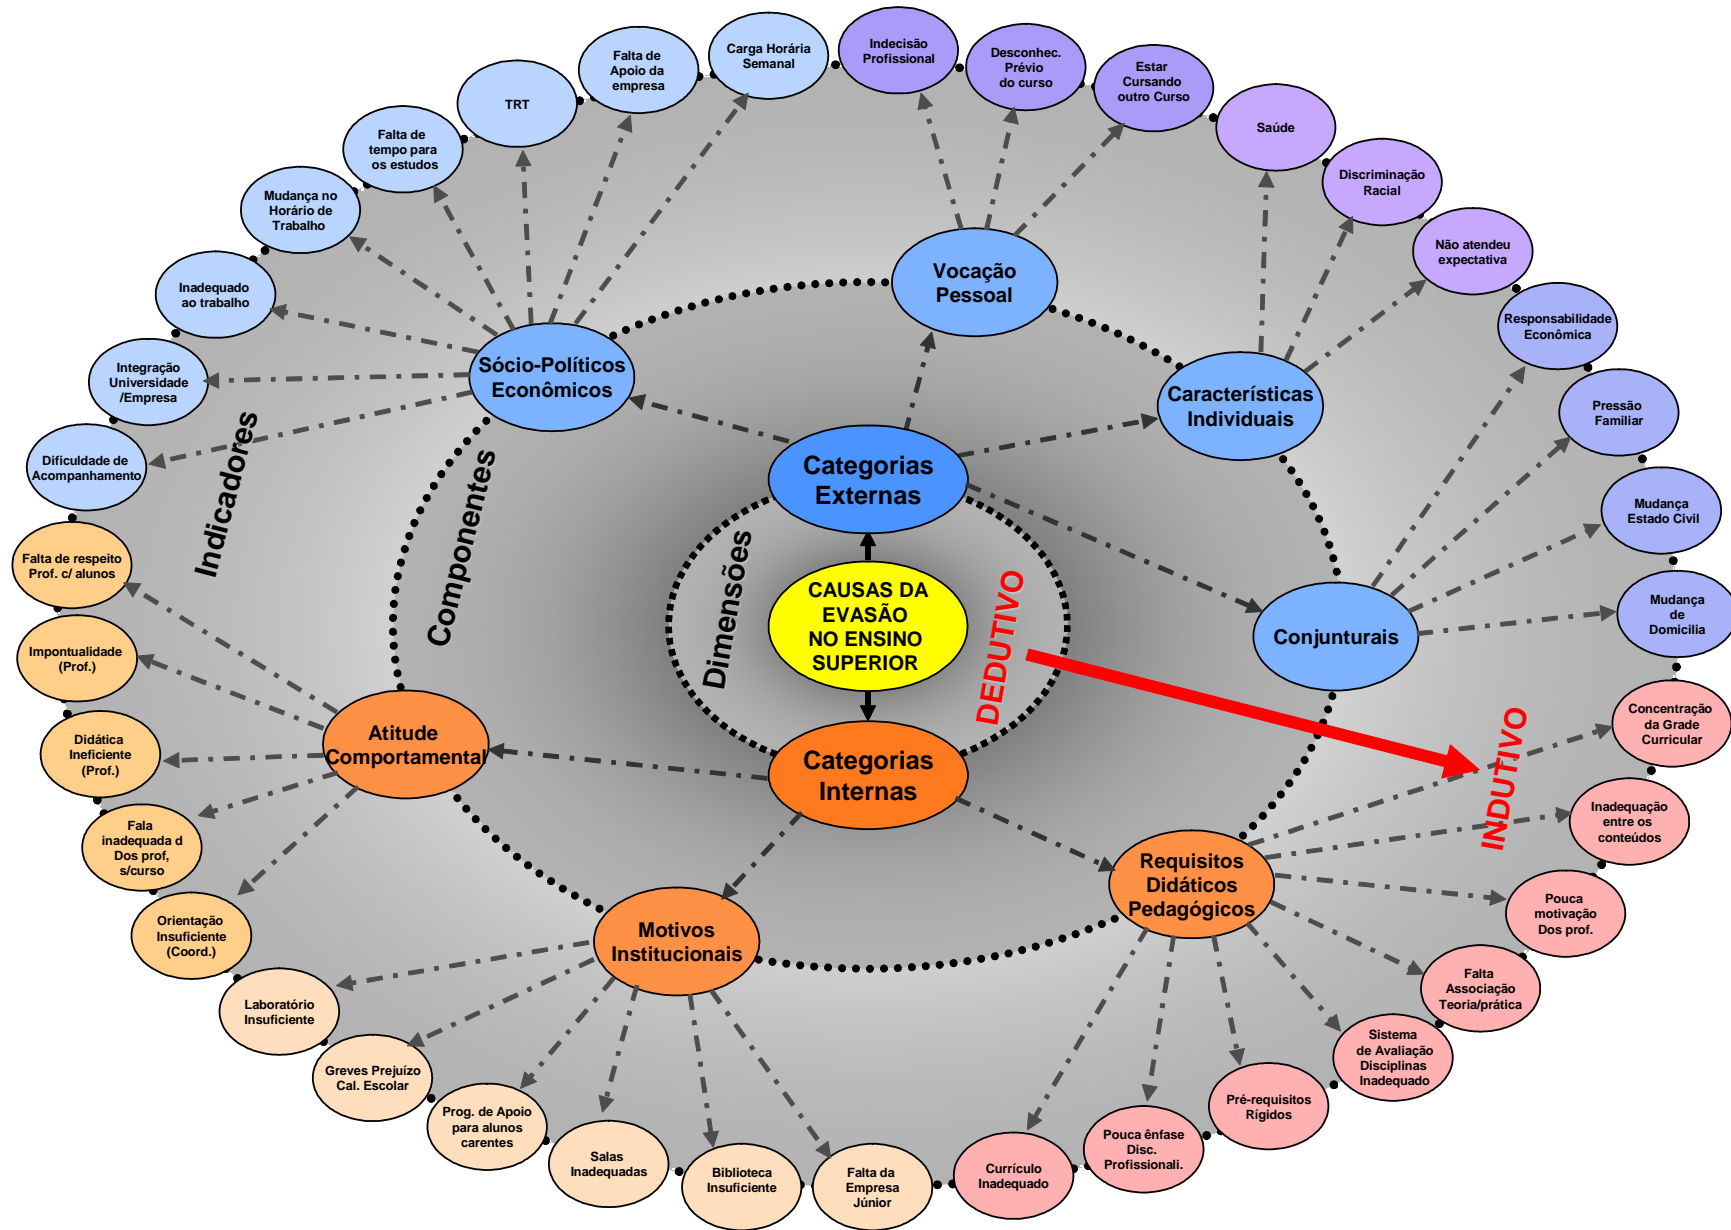 Falta de
Apoio da
empresa
Carga Horária
Semanal
Indecisão
Profissional
Desconhec.
Prévio
do curso
Estar
Cursando
outro Curso
Saúde
Discriminação
Racial
Não atendeu
expectativa
Responsabilidade
Econômica
Pressão
Familiar
Mudança
Estado Civil
Mudança
de
Domicilia
Concentração
da Grade
Curricular
Inadequação
entre os
conteúdos
Pouca
motivação
Dos prof.
Falta
Associação
Teoria/prática
Sistema
de Avaliação
Disciplinas
Inadequado
Pré-requisitos
Rígidos
Pouca ênfase
Disc.
Profissionali.
Currículo
Inadequado
Falta da
Empresa
Júnior
Biblioteca
Insuficiente
Salas
Inadequadas
Prog. de Apoio
para alunos
carentes
Greves Prejuízo
Cal. Escolar
Laboratório
Insuficiente
Orientação
Insuficiente
(Coord.)
Fala
inadequada d
Dos prof,
s/curso
Didática
Ineficiente
(Prof.)
Impontualidade
(Prof.)
Falta de respeito
Prof. c/ alunos
Dificuldade de
Acompanhamento
Integração
Universidade
/Empresa
Inadequado
ao trabalho
Mudança no
Horário de
Trabalho
Falta de
tempo para
os estudos
TRT
Vocação
Pessoal
Sócio-Políticos
Econômicos
Características
Individuais
Conjunturais
Requisitos
Didáticos
Pedagógicos
Motivos
Institucionais
Atitude
Comportamental
Categorias
Externas
CAUSAS DA
EVASÃO
NO ENSINO
SUPERIOR
Categorias
Internas
Indicadores
Componentes
Dimensões
DEDUTIVO
INDUTIVO